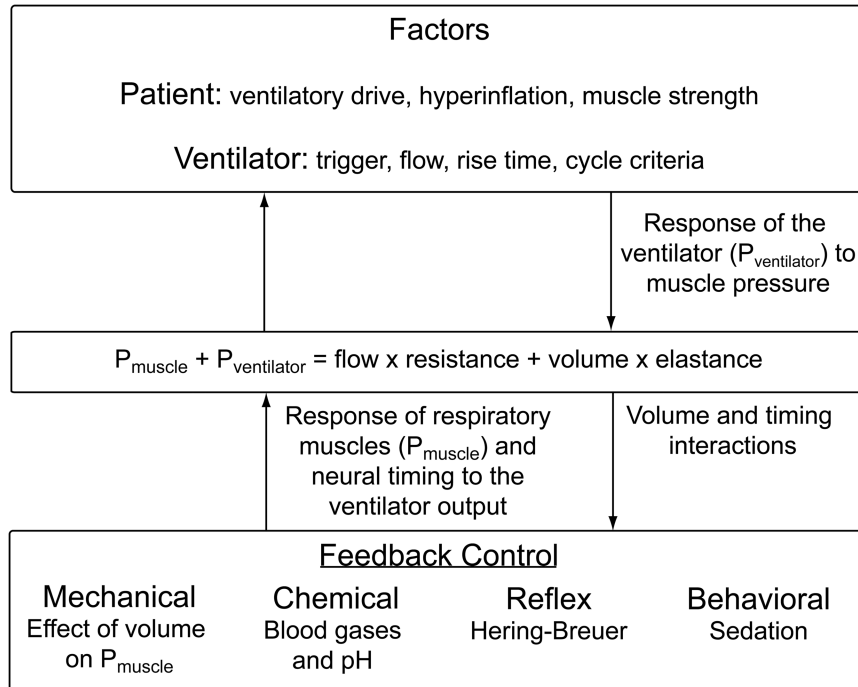 Factors
Patient: ventilatory drive, hyperinflation, muscle strength
Ventilator: trigger, flow, rise time, cycle criteria
Response of the
ventilator (Pventilator) to
muscle pressure
Pmuscle + Pventilator = flow x resistance + volume x elastance
Response of respiratory
muscles (Pmuscle) and
neural timing to the
ventilator output
Volume and timing
interactions
Feedback Control
Mechanical
Effect of volume
on Pmuscle
Chemical
Blood gases
and pH
Reflex
Hering-Breuer
Behavioral
Sedation